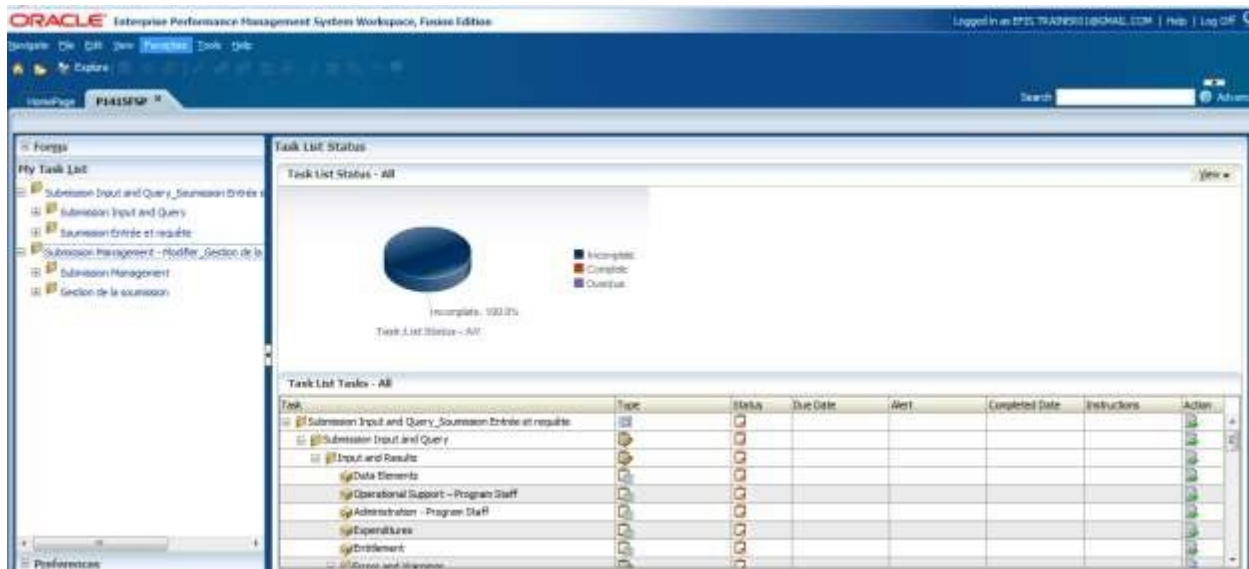 ORACLE Enterprise Performance Management System Workspace, Fusion Edition
Logged in as | Help | Log Off
Navigate File Edit View Favorites Tools Help
Explore
HomePage P1415FSP
Search
Forms
My Task List
Submission Input and Query_Soumission Entrée
Submission Input and Query
Soumission Entrée et requête
Submission Management - Modifier_Gestion de la
Submission Management
Gestion de la soumission
Preferences
Task List Status
Task List Status - All
View
Incomplete
Complete
Overdue
Incomplete, 100.0%
Task List Status - All
Task List Tasks - All
Task Type Status Due Date Alert Completed Date Instructions Action
Submission Input and Query_Soumission Entrée et requête
Submission Input and Query
Input and Results
Data Elements
Operational Support - Program Staff
Administration - Program Staff
Expenditures
Entitlement
Errors and Warnings